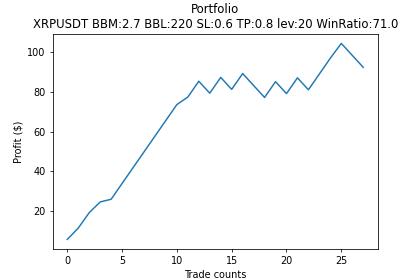 Portfolio
XRPUSDT BBM:2.7 BBL:220 SL:0.6 TP:0.8 lev:20 WinRatio:71.0
100
80
60
40
20
Profit ($)
0 5 10 15 20 25
Trade counts